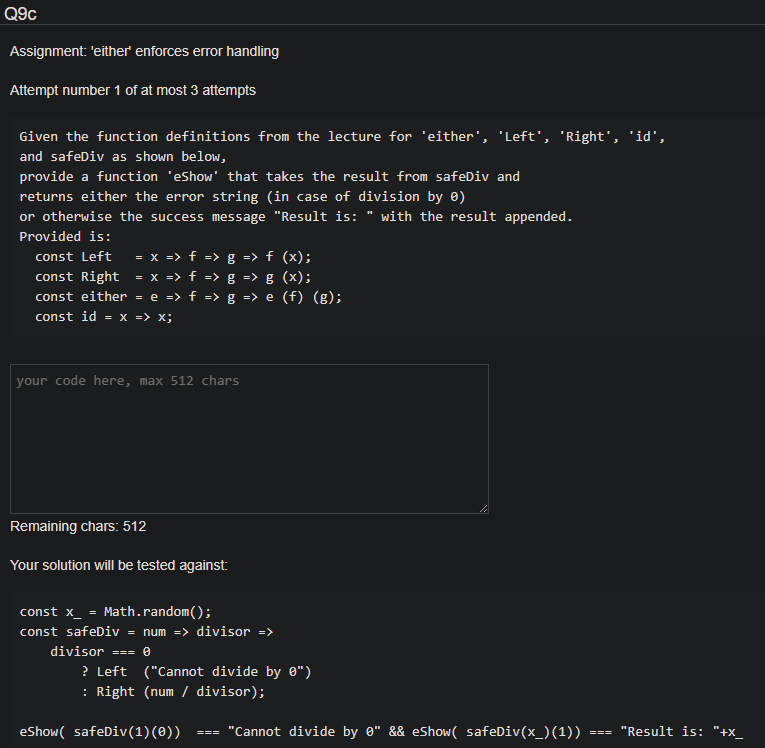 Q9c
Assignment: 'either' enforces error handling
Attempt number 1 of at most 3 attempts
Given the function definitions from the lecture for 'either', 'Left', 'Right', 'id',
and safeDiv as shown below,
provide a function 'eShow' that takes the result from safeDiv and
returns either the error string (in case of division by 0)
or otherwise the success message "Result is: " with the result appended.
Provided is:
  const Left   = x => f => g => f (x);
  const Right  = x => f => g => g (x);
  const either = e => f => g => e (f) (g);
  const id = x => x;
your code here, max 512 chars
Remaining chars: 512
Your solution will be tested against:
const x_ = Math.random();
const safeDiv = num => divisor =>
    divisor === 0
        ? Left  ("Cannot divide by 0")
        : Right (num / divisor);
eShow( safeDiv(1)(0))  === "Cannot divide by 0" && eShow( safeDiv(x_)(1)) === "Result is: "+x_